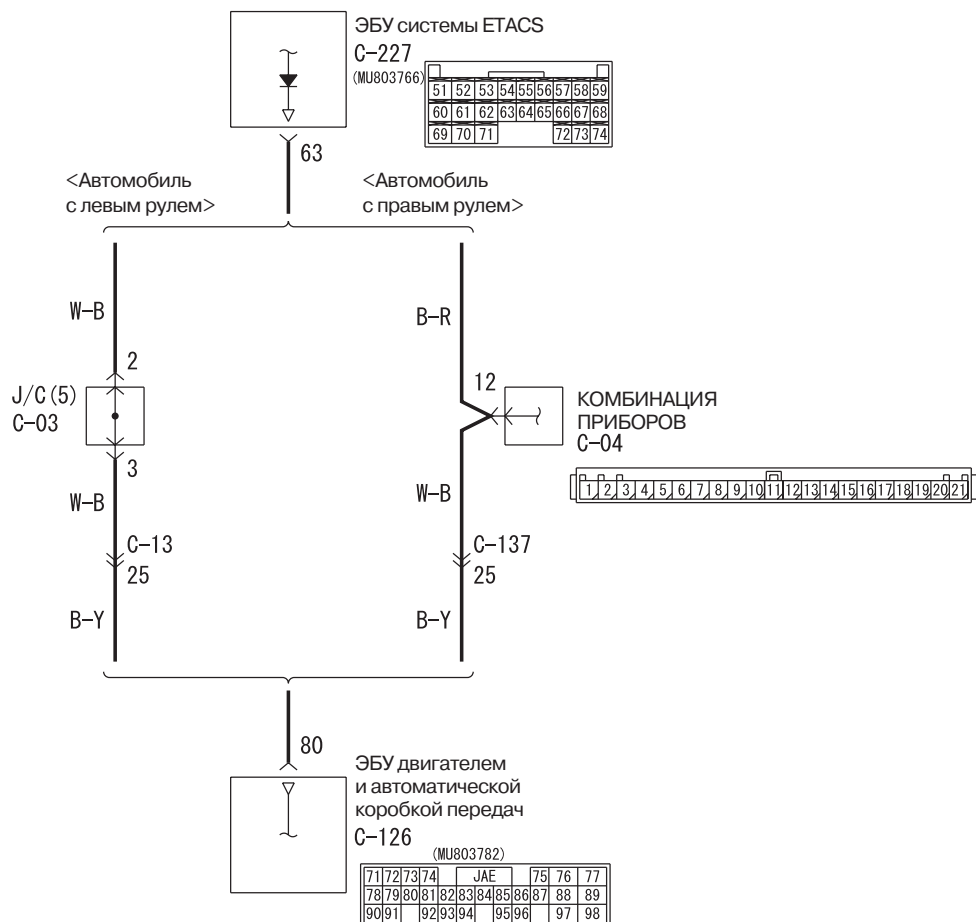 ЭБУ системы ETACS
C-227
(MU803766)
51 52 53 54 55 56 57 58 59
60 61 62 63 64 65 66 67 68
69 70 71 72 73 74
63
<Автомобиль
с левым рулем>
<Автомобиль
с правым рулем>
W-B
B-R
2
12
J/C(5)
C-03
КОМБИНАЦИЯ
ПРИБОРОВ
C-04
3
W-B
W-B
1 2 3 4 5 6 7 8 9 10 11 12 13 14 15 16 17 18 19 20 21
C-13
25
C-137
25
B-Y
B-Y
80
ЭБУ двигателем
и автоматической
коробкой передач
C-126
(MU803782)
71 72 73 74 JAE 75 76 77
78 79 80 81 82 83 84 85 86 87 88 89
90 91 92 93 94 95 96 97 98